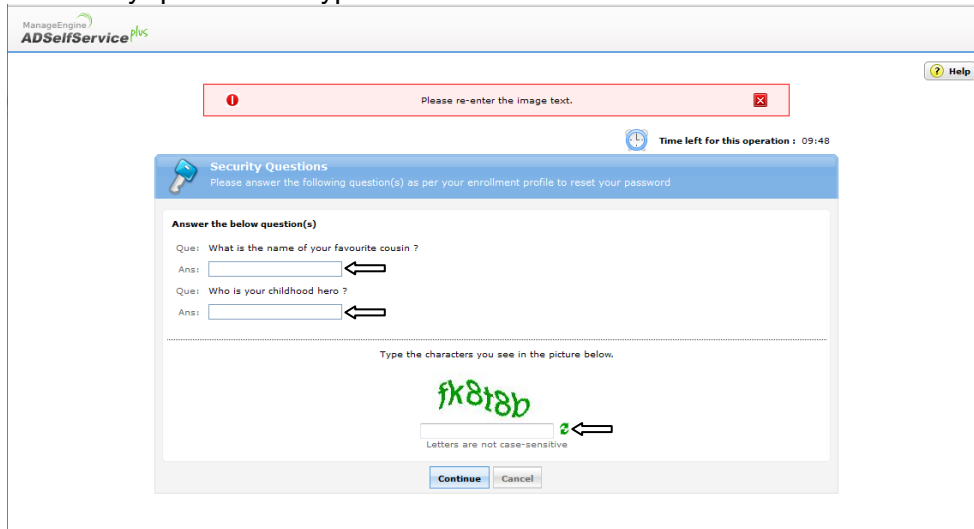 ManageEngine
ADSelfService plus
Help
Please re-enter the image text.
Time left for this operation : 09:48
Security Questions
Please answer the following question(s) as per your enrollment profile to reset your password
Answer the below question(s)
Que: What is the name of your favourite cousin ?
Ans:
Que: Who is your childhood hero ?
Ans:
Type the characters you see in the picture below.
fk8t8b
Letters are not case-sensitive
Continue Cancel